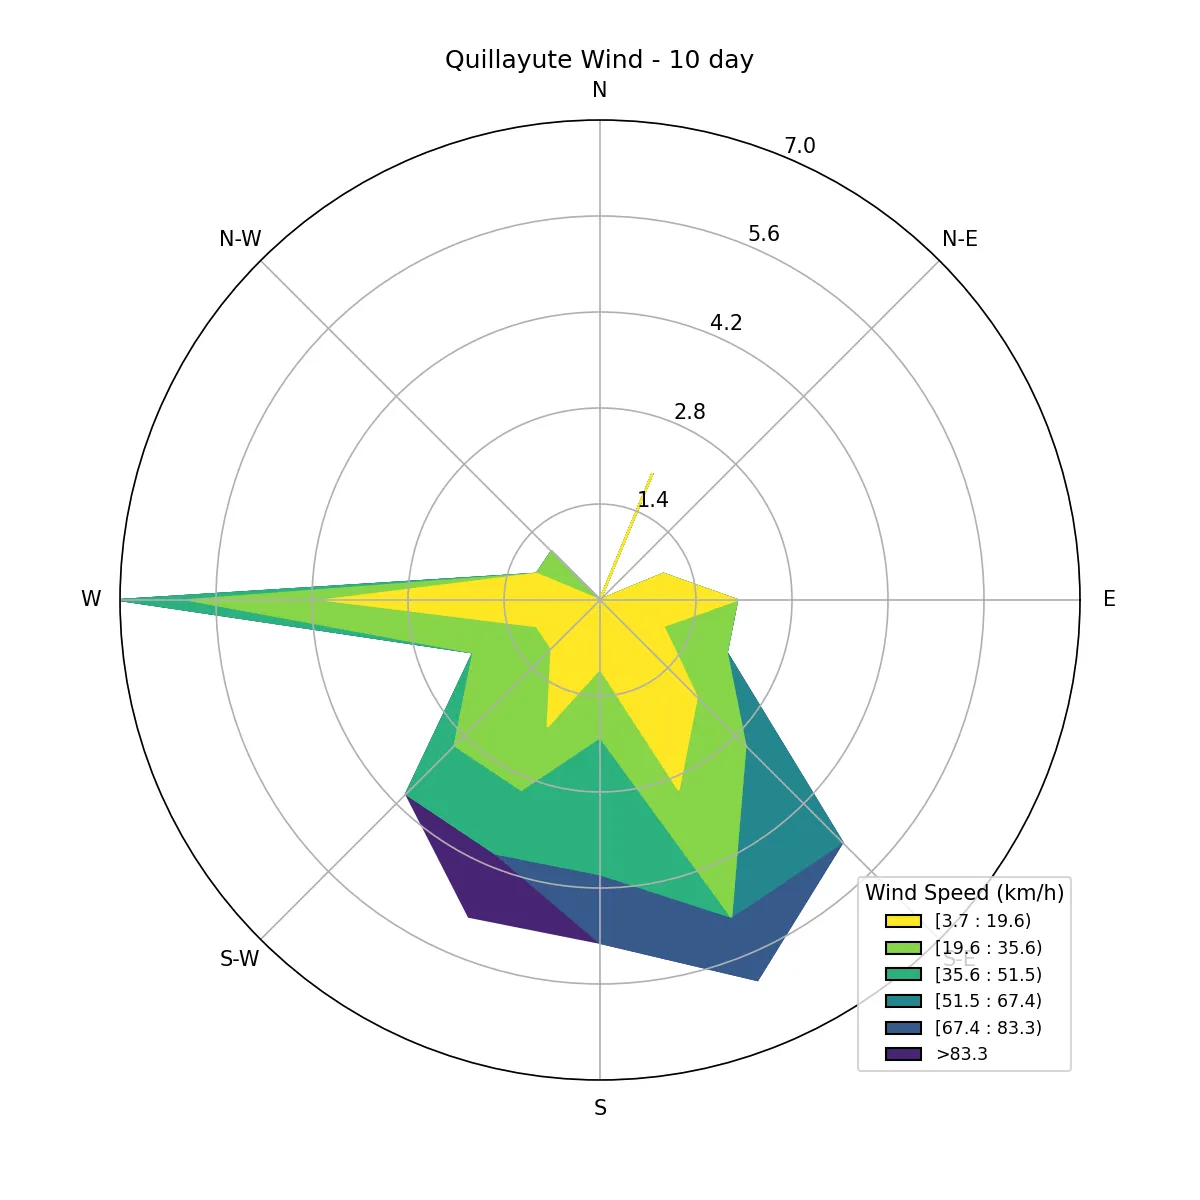 Quillayute Wind - 10 day
N
7.0
N-W
5.6
N-E
4.2
2.8
1.4
W
E
S-W
S-E
S
Wind Speed (km/h)
[3.7 : 19.6)
[19.6 : 35.6)
[35.6 : 51.5)
[51.5 : 67.4)
[67.4 : 83.3)
>83.3